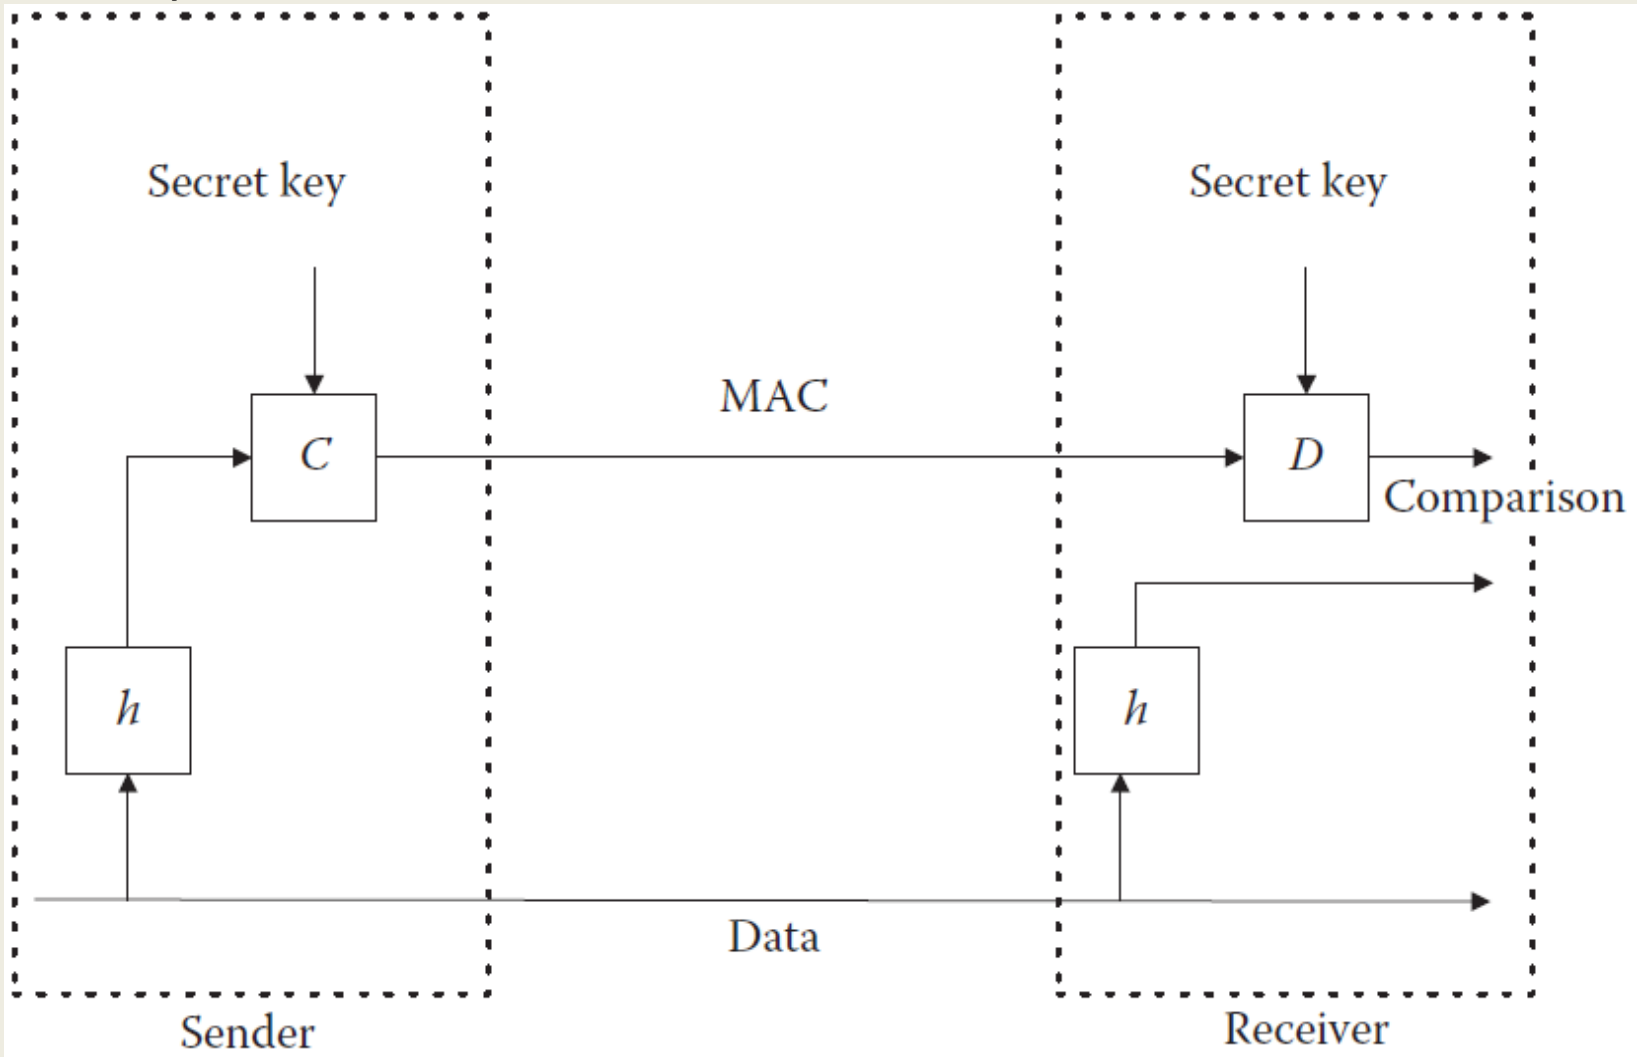 Secret key
Secret key
MAC
C
D
Comparison
h
h
Data
Sender
Receiver